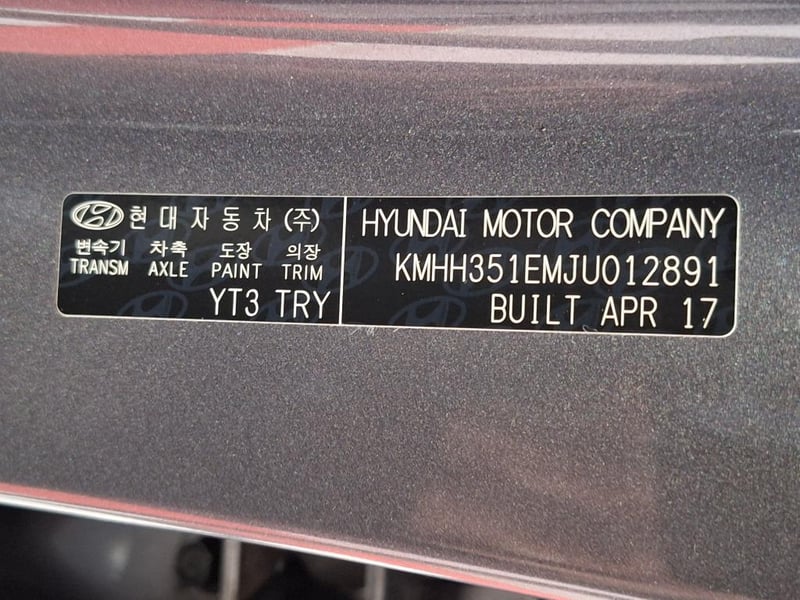 현대자동차 (주)
변속기 차축 도장 의장
TRANSM AXLE PAINT TRIM
YT3 TRY
HYUNDAI MOTOR COMPANY
KMHH351EMJU012891
BUILT APR 17